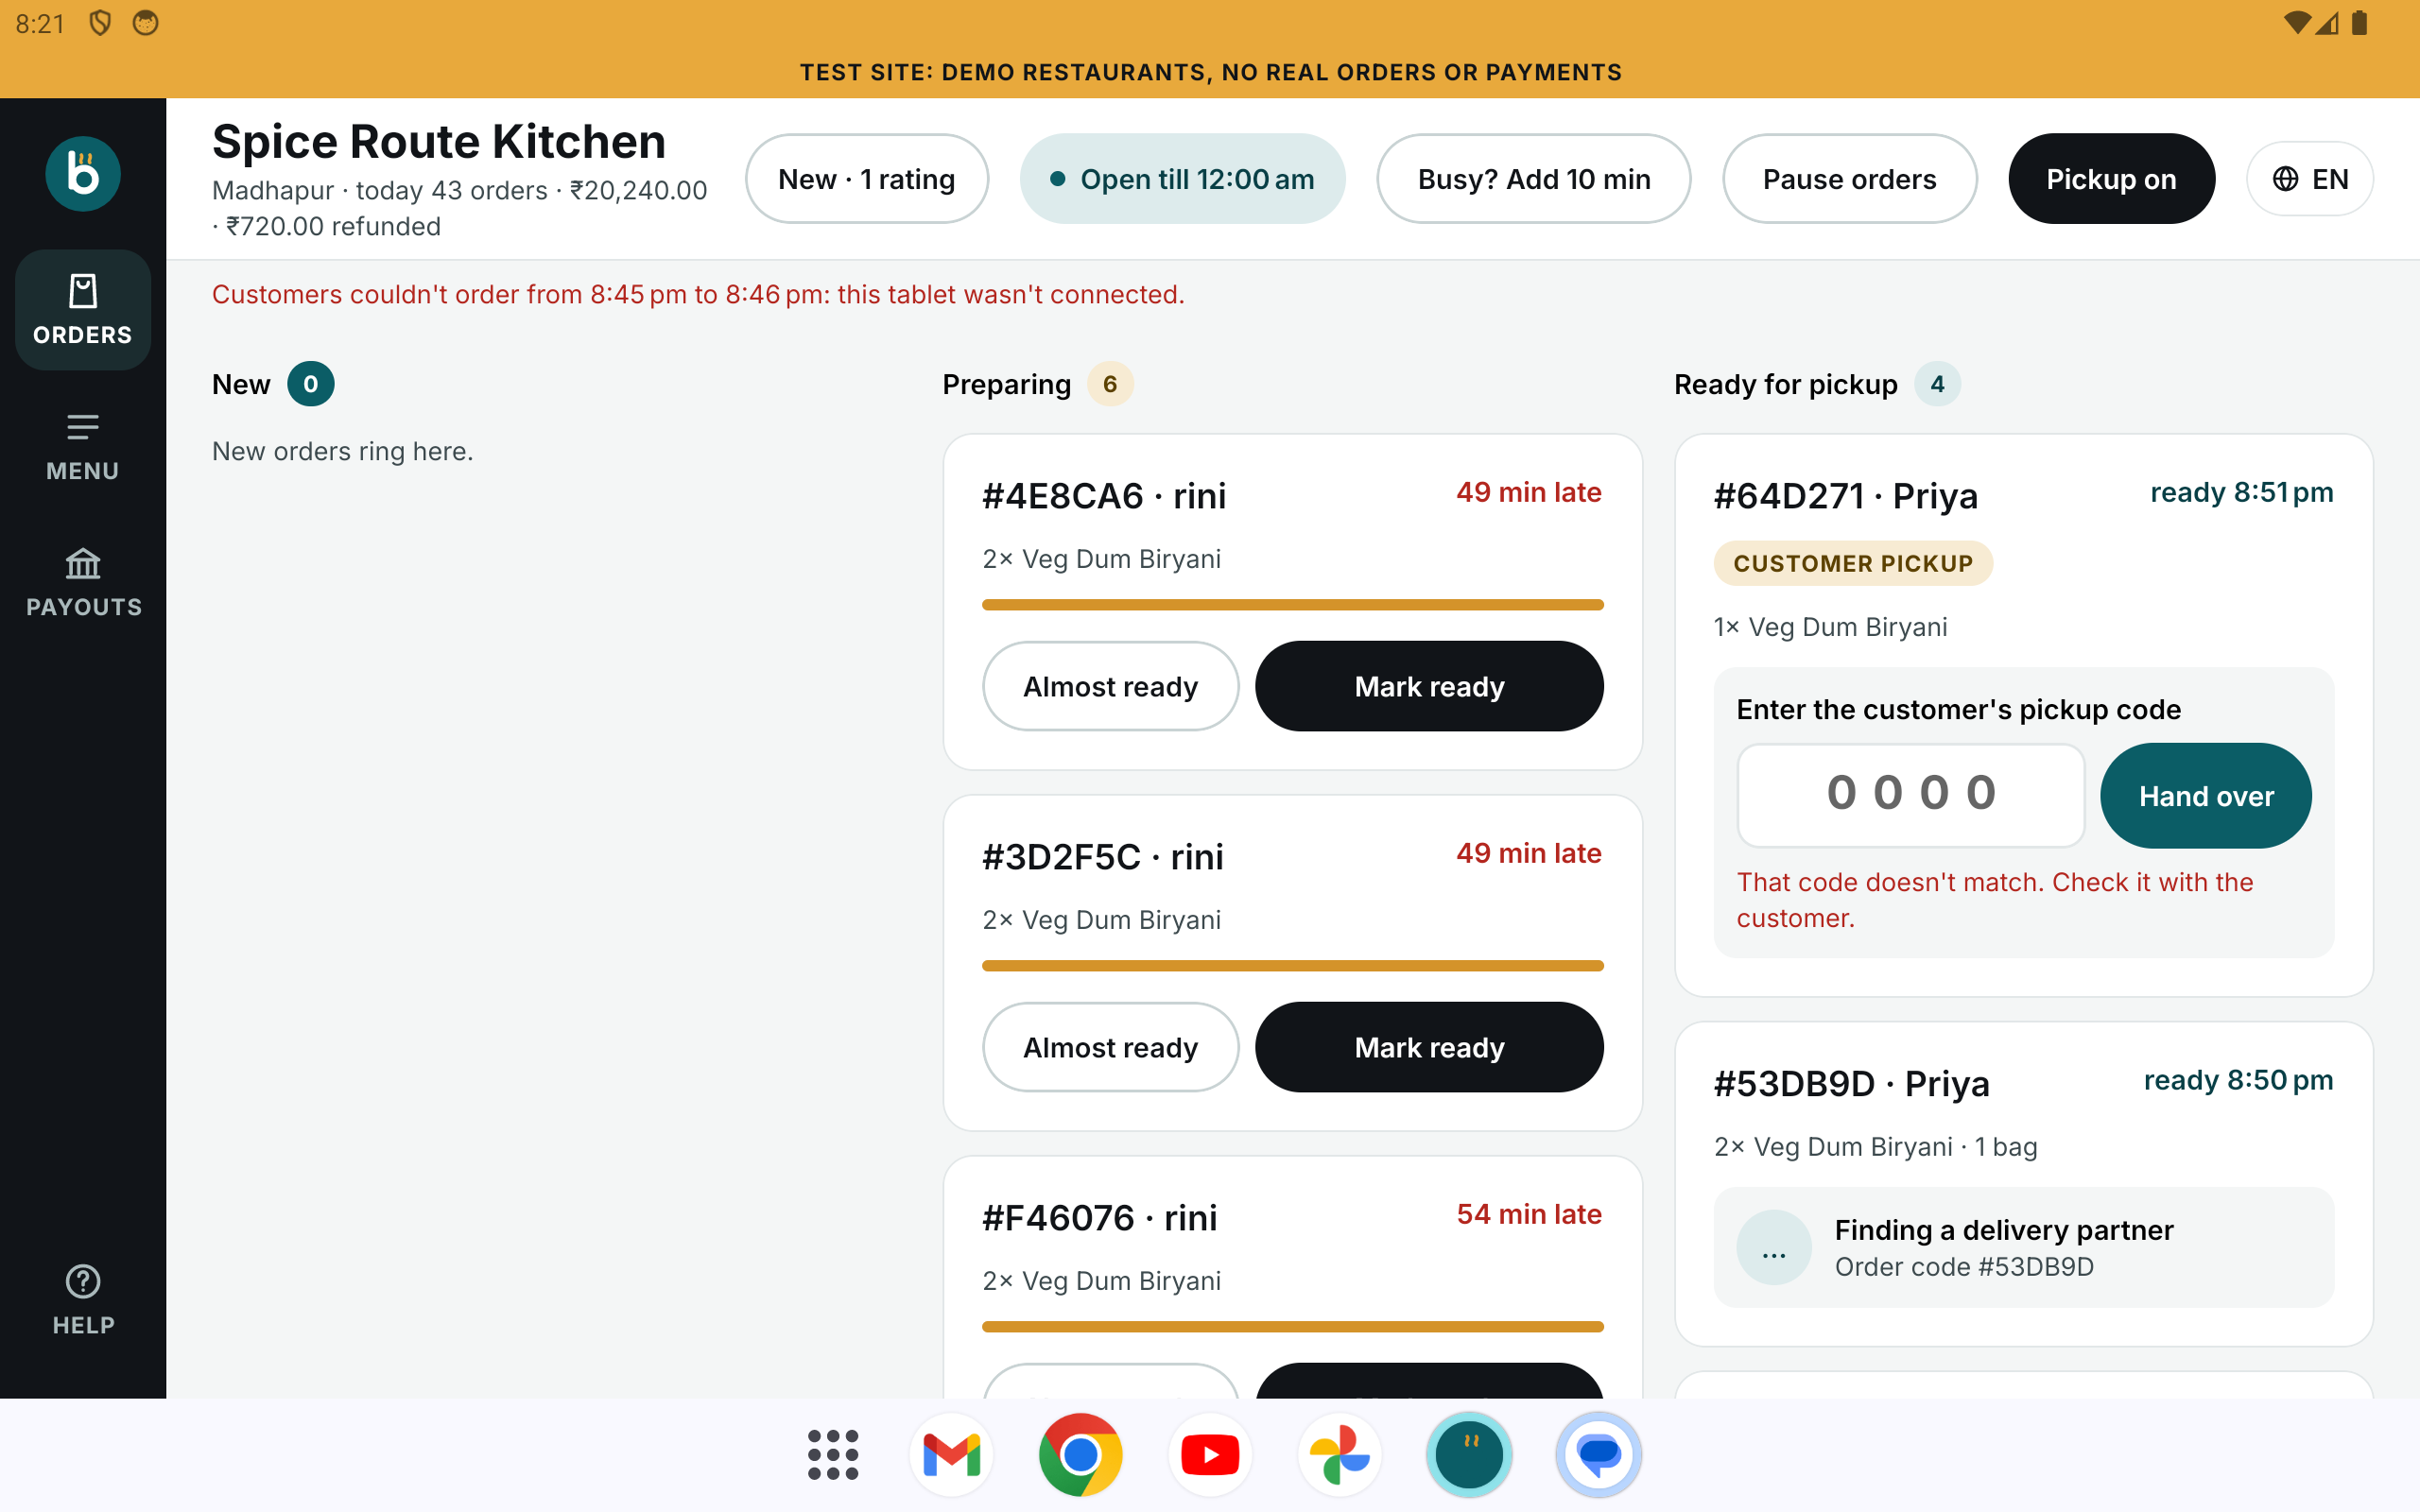 8:21
TEST SITE: DEMO RESTAURANTS, NO REAL ORDERS OR PAYMENTS
b
ORDERS
MENU
PAYOUTS
HELP
Spice Route Kitchen
Madhapur · today 43 orders · ₹20,240.00
· ₹720.00 refunded
New · 1 rating
Open till 12:00 am
Busy? Add 10 min
Pause orders
Pickup on
EN
Customers couldn't order from 8:45 pm to 8:46 pm: this tablet wasn't connected.
New 0
New orders ring here.
Preparing 6
#4E8CA6 · rini 49 min late
2× Veg Dum Biryani
Almost ready Mark ready
#3D2F5C · rini 49 min late
2× Veg Dum Biryani
Almost ready Mark ready
#F46076 · rini 54 min late
2× Veg Dum Biryani
Ready for pickup 4
#64D271 · Priya ready 8:51 pm
CUSTOMER PICKUP
1× Veg Dum Biryani
Enter the customer's pickup code
0000 Hand over
That code doesn't match. Check it with the
customer.
#53DB9D · Priya ready 8:50 pm
2× Veg Dum Biryani · 1 bag
... Finding a delivery partner
Order code #53DB9D